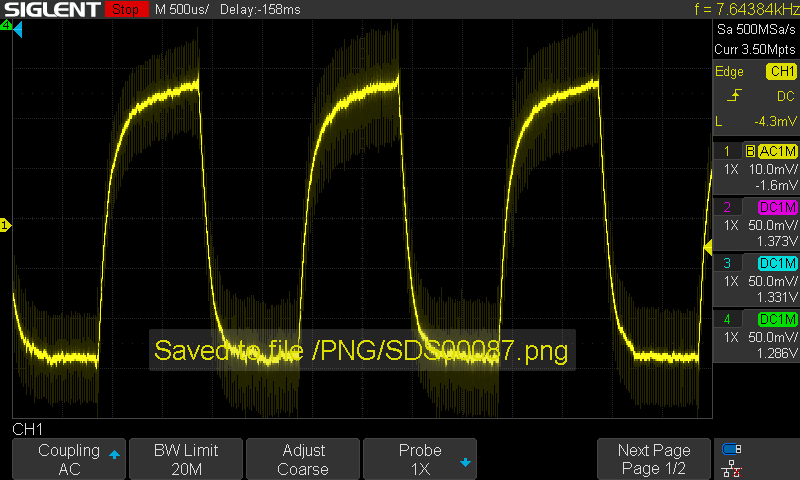 SIGLENT Stop M 500us/ Delay:-158ms f = 7.64384kHz
Sa 500MSa/s
Curr 3.50Mpts
Edge CH1
DC
L -4.3mV
1 B AC1M
1X 10.0mV/
-1.6mV
2 DC1M
1X 50.0mV/
1.373V
3 DC1M
1X 50.0mV/
1.331V
4 DC1M
1X 50.0mV/
1.286V
4
1
Saved to file /PNG/SDS00087.png
CH1
Coupling
AC
BW Limit
20M
Adjust
Coarse
Probe
1X
Next Page
Page 1/2